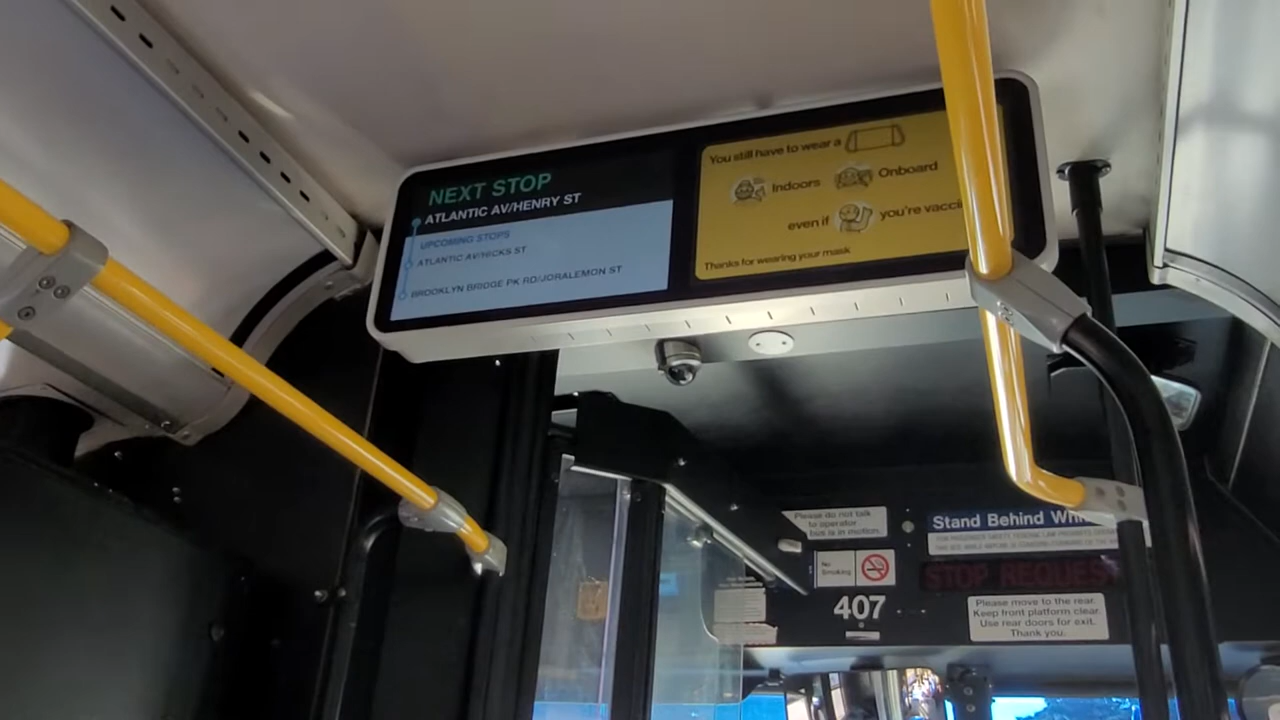 NEXT STOP
ATLANTIC AV/HENRY ST
UPCOMING STOPS
ATLANTIC AV/HICKS ST
BROOKLYN BRIDGE PK RD/JORALEMON ST
You still have to wear a
Indoors
Onboard
even if
you're vacci
Thanks for wearing your mask
Please do not talk
to operator
bus is in motion.
No
Smoking
407
Stand Behind Whi
STOP REQUES
Please move to the rear.
Keep front platform clear.
Use rear doors for exit.
Thank you.